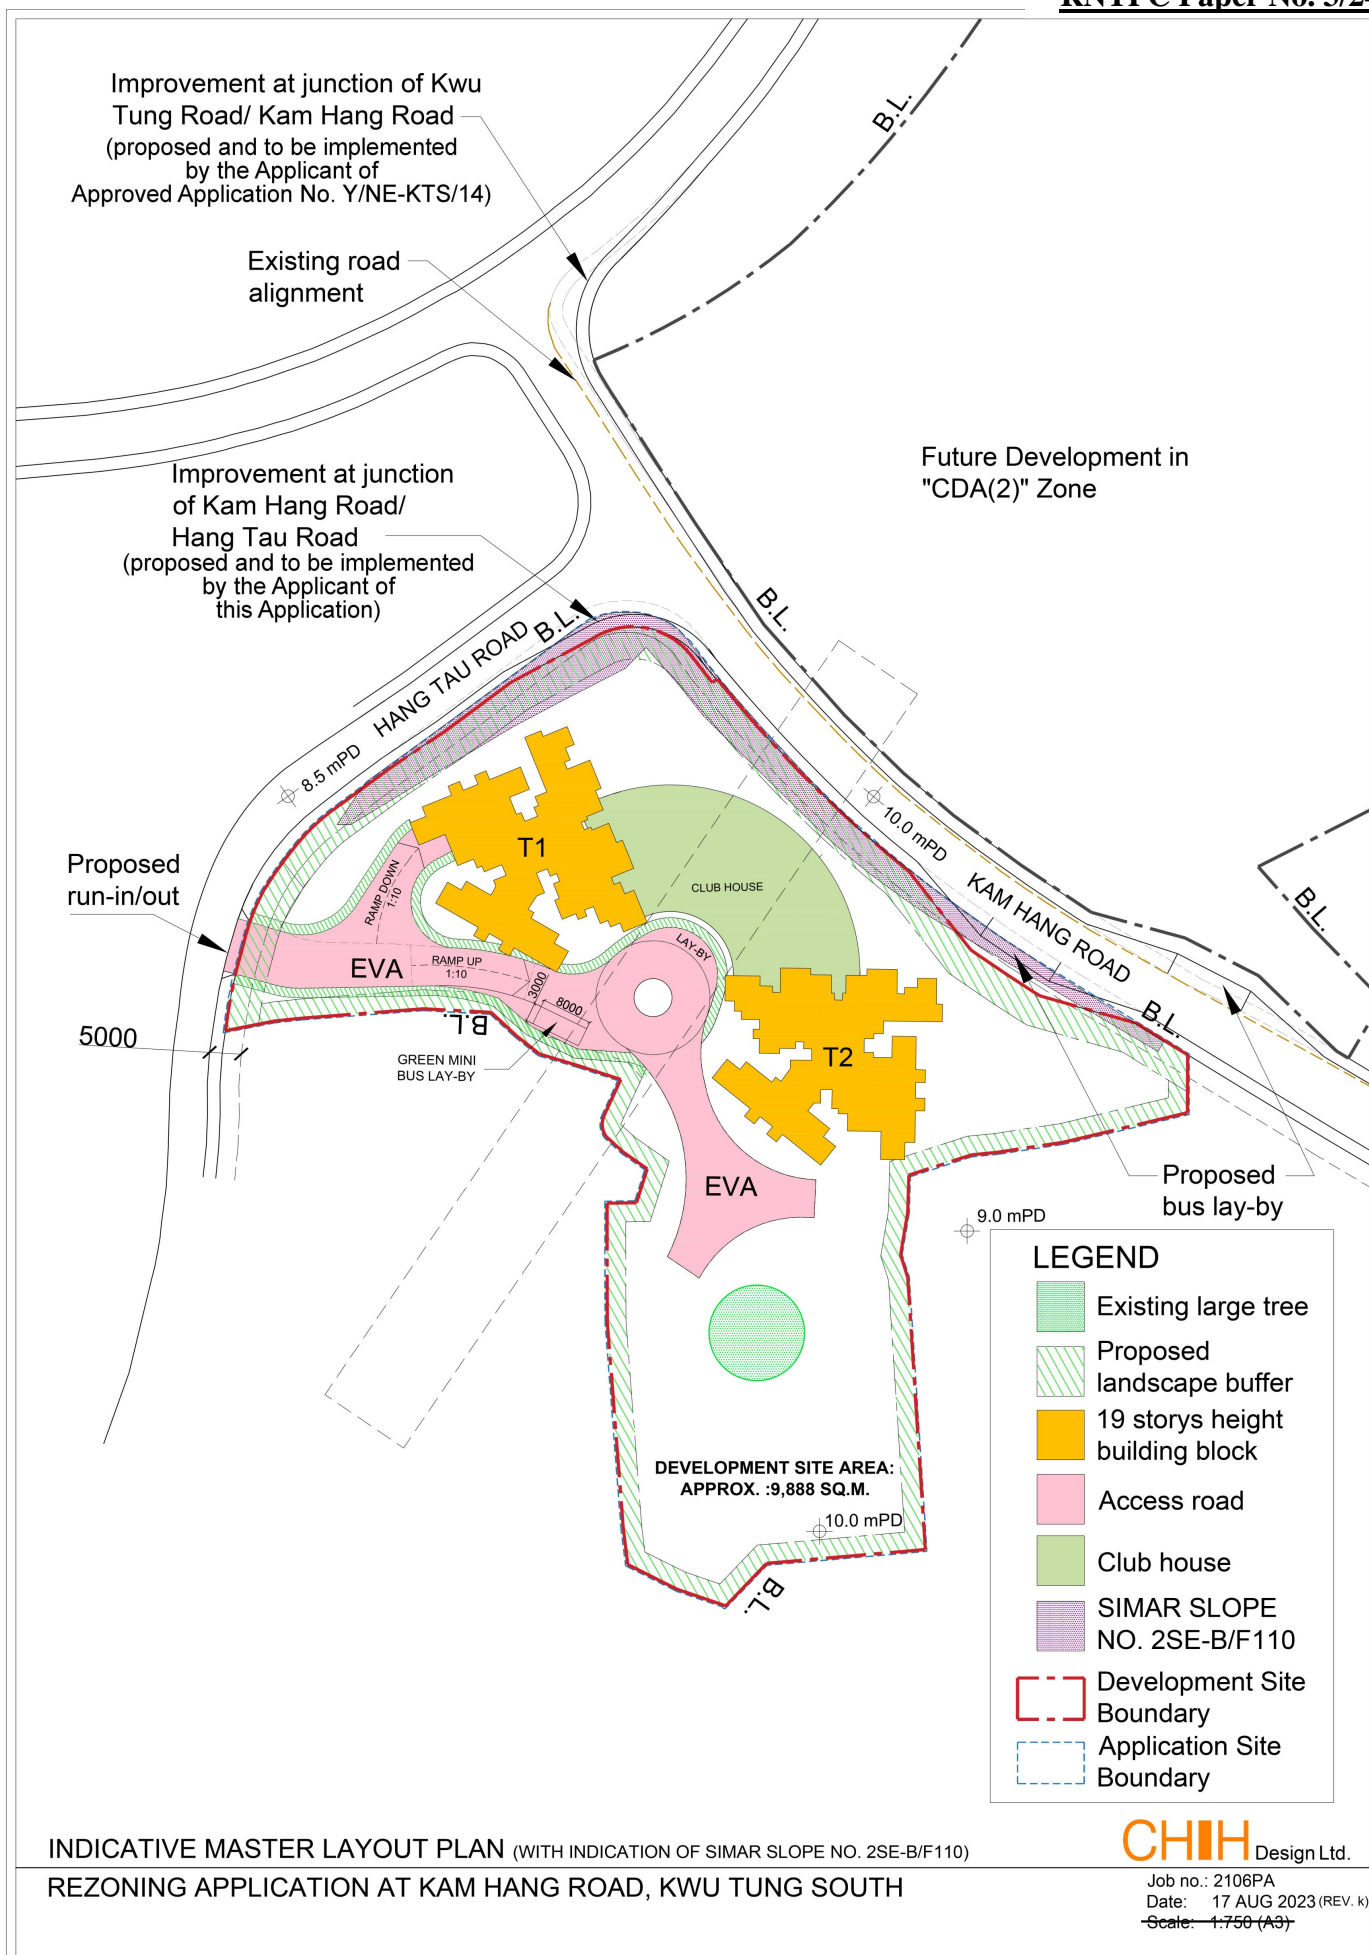 Improvement at junction of Kwu
Tung Road/ Kam Hang Road
(proposed and to be implemented
by the Applicant of
Approved Application No. Y/NE-KTS/14)
B.L.
Existing road
alignment
Future Development in
"CDA(2)" Zone
Improvement at junction
of Kam Hang Road/
Hang Tau Road
(proposed and to be implemented
by the Applicant of
this Application)
B.L.
B.L.
HANG TAU ROAD
8.5 mPD
10.0 mPD
T1
CLUB HOUSE
KAM HANG ROAD
B.L.
Proposed
run-in/out
RAMP DOWN
1:10
LAY-BY
EVA
RAMP UP
1:10
3000
8000
B.L.
B.L.
5000
GREEN MINI
BUS LAY-BY
T2
EVA
Proposed
bus lay-by
9.0 mPD
LEGEND
Existing large tree
Proposed
landscape buffer
19 storys height
building block
Access road
Club house
SIMAR SLOPE
NO. 2SE-B/F110
Development Site
Boundary
Application Site
Boundary
DEVELOPMENT SITE AREA:
APPROX. :9,888 SQ.M.
10.0 mPD
B.L.
INDICATIVE MASTER LAYOUT PLAN (WITH INDICATION OF SIMAR SLOPE NO. 2SE-B/F110)
REZONING APPLICATION AT KAM HANG ROAD, KWU TUNG SOUTH
CHIH Design Ltd.
Job no.: 2106PA
Date: 17 AUG 2023 (REV. k)
Scale: 1:750 (A3)